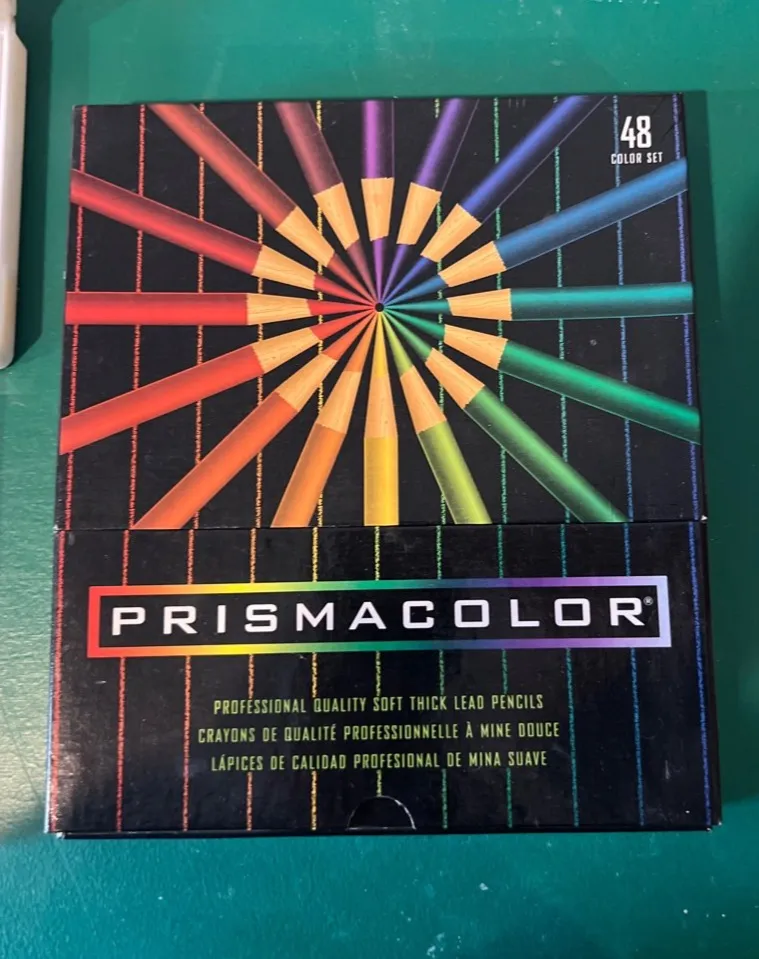 48
COLOR SET
PRISMACOLOR®
PROFESSIONAL QUALITY SOFT THICK LEAD PENCILS
CRAYONS DE QUALITÉ PROFESSIONNELLE À MINE DOUCE
LÁPICES DE CALIDAD PROFESIONAL DE MINA SUAVE